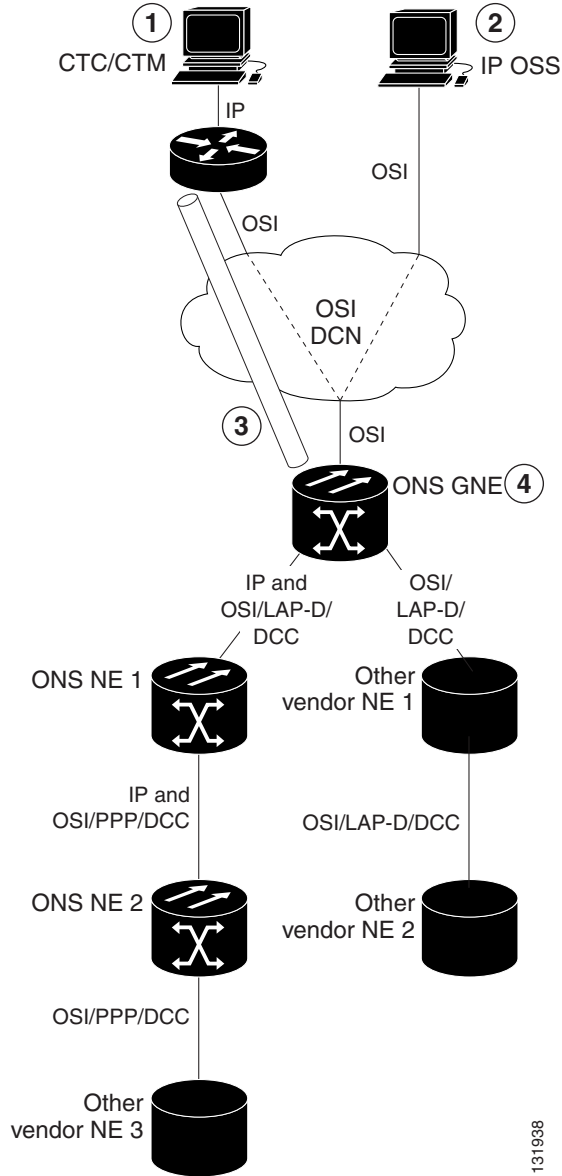 1
2
CTC/CTM
IP OSS
IP
OSI
OSI
OSI
DCN
3
OSI
ONS GNE
4
IP and
OSI/LAP-D/
DCC
OSI/
LAP-D/
DCC
ONS NE 1
Other
vendor NE 1
IP and
OSI/PPP/DCC
OSI/LAP-D/DCC
ONS NE 2
Other
vendor NE 2
OSI/PPP/DCC
Other
vendor NE 3
131938